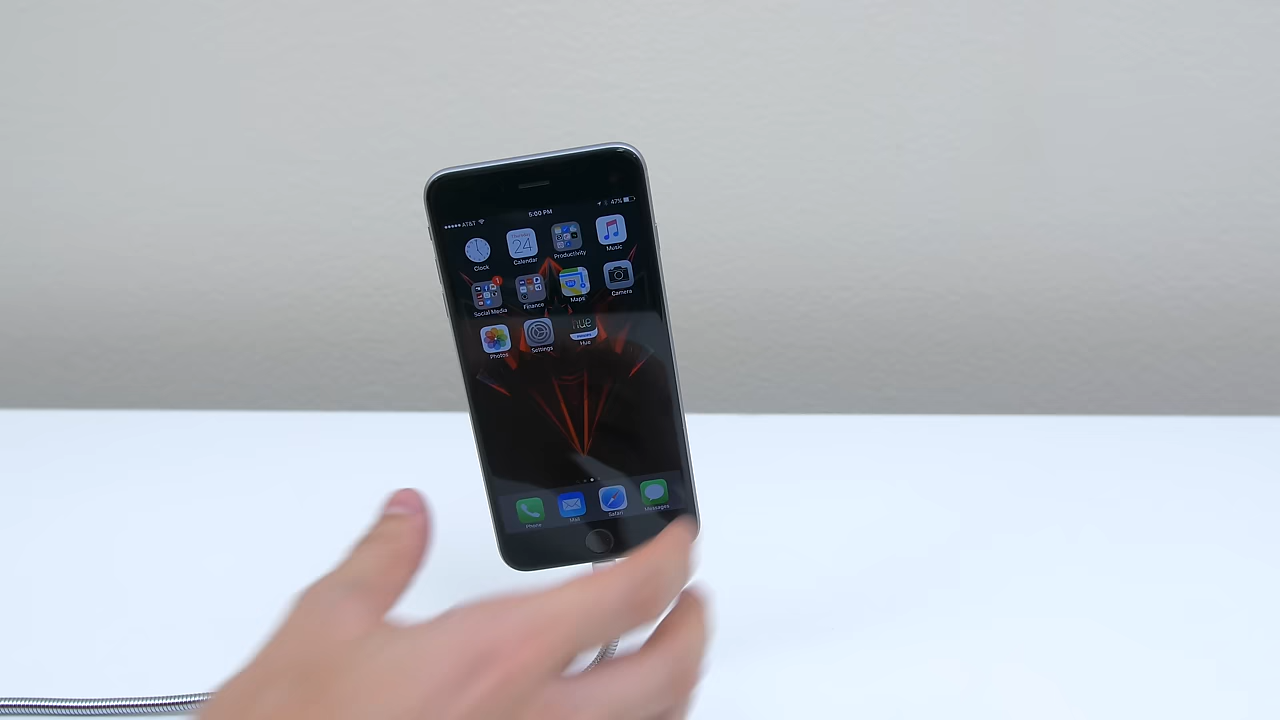 AT&T 5:00 PM 47%
Clock Calendar Productivity Music
Thursday
24
1
Social Media Finance Maps Camera
hue
Photos Settings Hue
Phone Mail Safari Messages